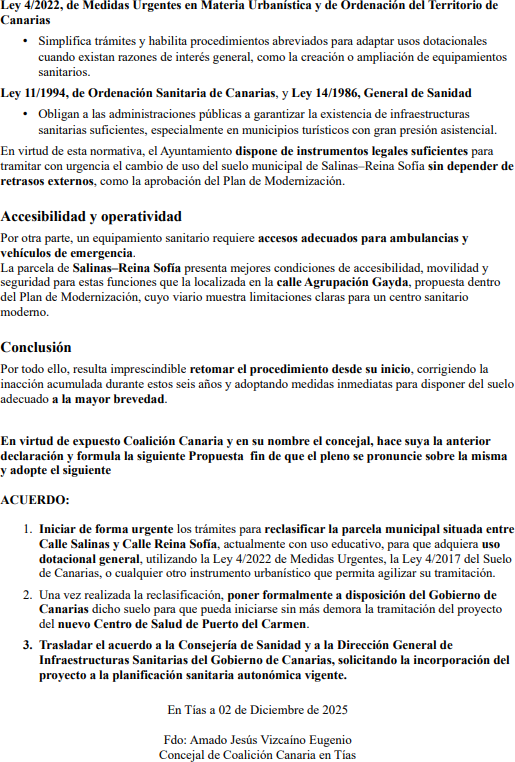 Ley 4/2022, de Medidas Urgentes en Materia Urbanística y de Ordenación del Territorio de
Canarias
• Simplifica trámites y habilita procedimientos abreviados para adaptar usos dotacionales
cuando existan razones de interés general, como la creación o ampliación de equipamientos
sanitarios.
Ley 11/1994, de Ordenación Sanitaria de Canarias, y Ley 14/1986, General de Sanidad
• Obligan a las administraciones públicas a garantizar la existencia de infraestructuras
sanitarias suficientes, especialmente en municipios turísticos con gran presión asistencial.
En virtud de esta normativa, el Ayuntamiento dispone de instrumentos legales suficientes para
tramitar con urgencia el cambio de uso del suelo municipal de Salinas–Reina Sofía sin depender de
retrasos externos, como la aprobación del Plan de Modernización.
Accesibilidad y operatividad
Por otra parte, un equipamiento sanitario requiere accesos adecuados para ambulancias y
vehículos de emergencia.
La parcela de Salinas–Reina Sofía presenta mejores condiciones de accesibilidad, movilidad y
seguridad para estas funciones que la localizada en la calle Agrupación Gayda, propuesta dentro
del Plan de Modernización, cuyo viario muestra limitaciones claras para un centro sanitario
moderno.
Conclusión
Por todo ello, resulta imprescindible retomar el procedimiento desde su inicio, corrigiendo la
inacción acumulada durante estos seis años y adoptando medidas inmediatas para disponer del suelo
adecuado a la mayor brevedad.
En virtud de expuesto Coalición Canaria y en su nombre el concejal, hace suya la anterior
declaración y formula la siguiente Propuesta fin de que el pleno se pronuncie sobre la misma
y adopte el siguiente
ACUERDO:
1. Iniciar de forma urgente los trámites para reclasificar la parcela municipal situada entre
Calle Salinas y Calle Reina Sofía, actualmente con uso educativo, para que adquiera uso
dotacional general, utilizando la Ley 4/2022 de Medidas Urgentes, la Ley 4/2017 del Suelo
de Canarias, o cualquier otro instrumento urbanístico que permita agilizar su tramitación.
2. Una vez realizada la reclasificación, poner formalmente a disposición del Gobierno de
Canarias dicho suelo para que pueda iniciarse sin más demora la tramitación del proyecto
del nuevo Centro de Salud de Puerto del Carmen.
3. Trasladar el acuerdo a la Consejería de Sanidad y a la Dirección General de
Infraestructuras Sanitarias del Gobierno de Canarias, solicitando la incorporación del
proyecto a la planificación sanitaria autonómica vigente.
En Tías a 02 de Diciembre de 2025
Fdo: Amado Jesús Vizcaíno Eugenio
Concejal de Coalición Canaria en Tías